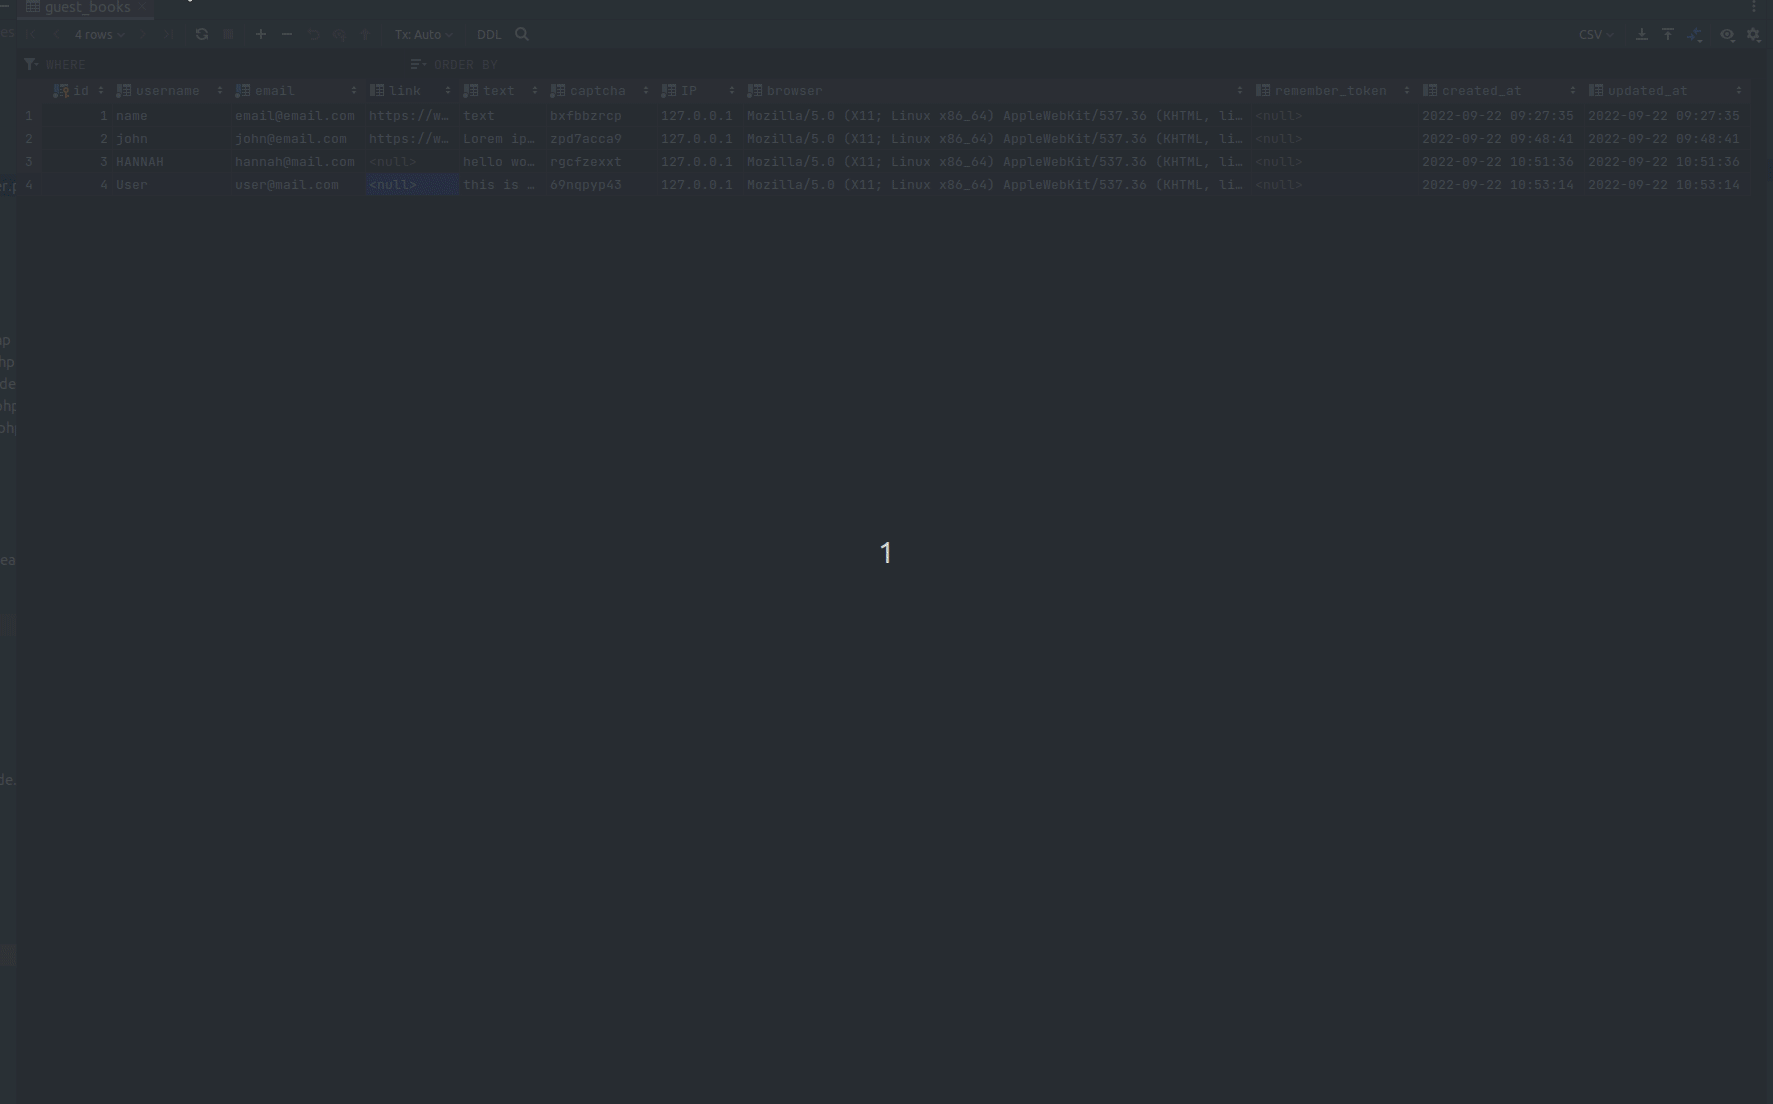 guest_books
4 rows
Tx: Auto
DDL
CSV
WHERE
ORDER BY
id username email link text captcha IP browser remember_token created_at updated_at
1 1 name email@email.com https://w… text bxfbbzrcp 127.0.0.1 Mozilla/5.0 (X11; Linux x86_64) AppleWebKit/537.36 (KHTML, li… <null> 2022-09-22 09:27:35 2022-09-22 09:27:35
2 2 john john@email.com https://w… Lorem ip… zpd7acca9 127.0.0.1 Mozilla/5.0 (X11; Linux x86_64) AppleWebKit/537.36 (KHTML, li… <null> 2022-09-22 09:48:41 2022-09-22 09:48:41
3 3 HANNAH hannah@mail.com <null> hello wo… rgcfzexxt 127.0.0.1 Mozilla/5.0 (X11; Linux x86_64) AppleWebKit/537.36 (KHTML, li… <null> 2022-09-22 10:51:36 2022-09-22 10:51:36
4 4 User user@mail.com <null> this is … 69nqpyp43 127.0.0.1 Mozilla/5.0 (X11; Linux x86_64) AppleWebKit/537.36 (KHTML, li… <null> 2022-09-22 10:53:14 2022-09-22 10:53:14
1